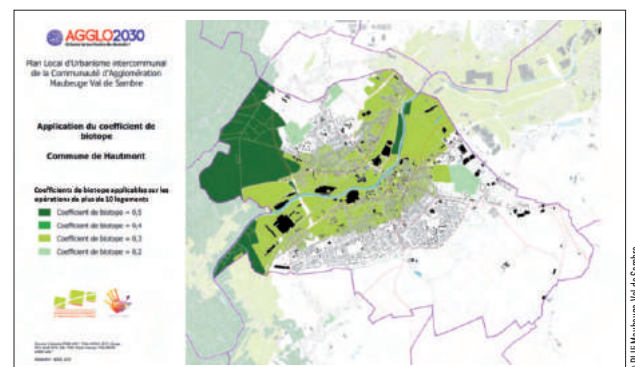 AGGLO2030
Plan Local d'Urbanisme intercommunal
de la Communauté d'Agglomération
Maubeuge Val de Sambre
Application du coefficient de
biotope
Commune de Hautmont
Coefficients de biotope applicables sur les
opérations de plus de 10 logements
Coefficient de biotope = 0,5
Coefficient de biotope = 0,4
Coefficient de biotope = 0,3
Coefficient de biotope = 0,2
PLUi Maubeuge Val de Sambre